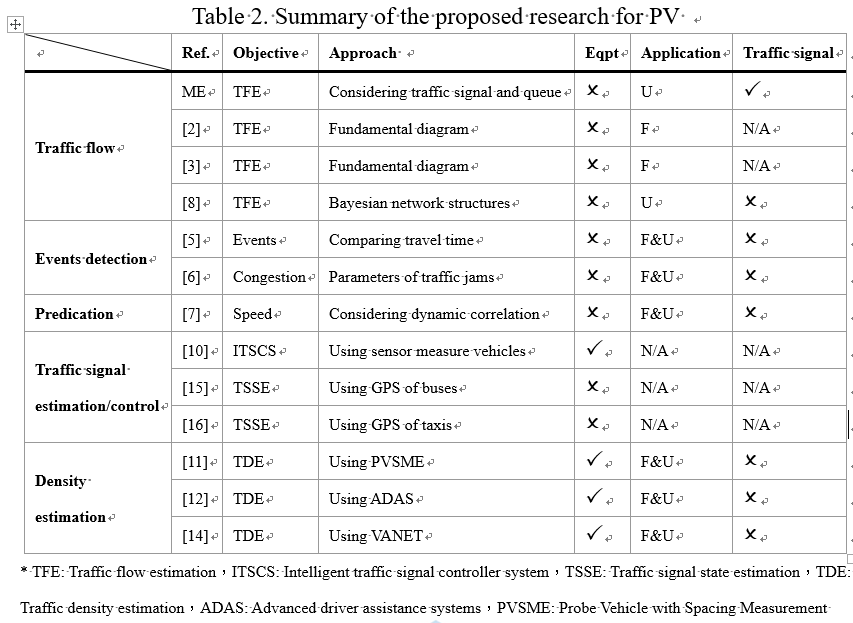 Table 2. Summary of the proposed research for PV
Ref. Objective Approach Eqpt Application Traffic signal
Traffic flow
ME TFE Considering traffic signal and queue ✗ U ✓
[2] TFE Fundamental diagram ✗ F N/A
[3] TFE Fundamental diagram ✗ F N/A
[8] TFE Bayesian network structures ✗ U ✗
Events detection
[5] Events Comparing travel time ✗ F&U ✗
[6] Congestion Parameters of traffic jams ✗ F&U ✗
Predication [7] Speed Considering dynamic correlation ✗ F&U ✗
Traffic signal
estimation/control
[10] ITSCS Using sensor measure vehicles ✓ N/A N/A
[15] TSSE Using GPS of buses ✗ N/A N/A
[16] TSSE Using GPS of taxis ✗ N/A N/A
Density
estimation
[11] TDE Using PVSME ✓ F&U ✗
[12] TDE Using ADAS ✓ F&U ✗
[14] TDE Using VANET ✓ F&U ✗
* TFE: Traffic flow estimation，ITSCS: Intelligent traffic signal controller system，TSSE: Traffic signal state estimation，TDE:
Traffic density estimation，ADAS: Advanced driver assistance systems，PVSME: Probe Vehicle with Spacing Measurement